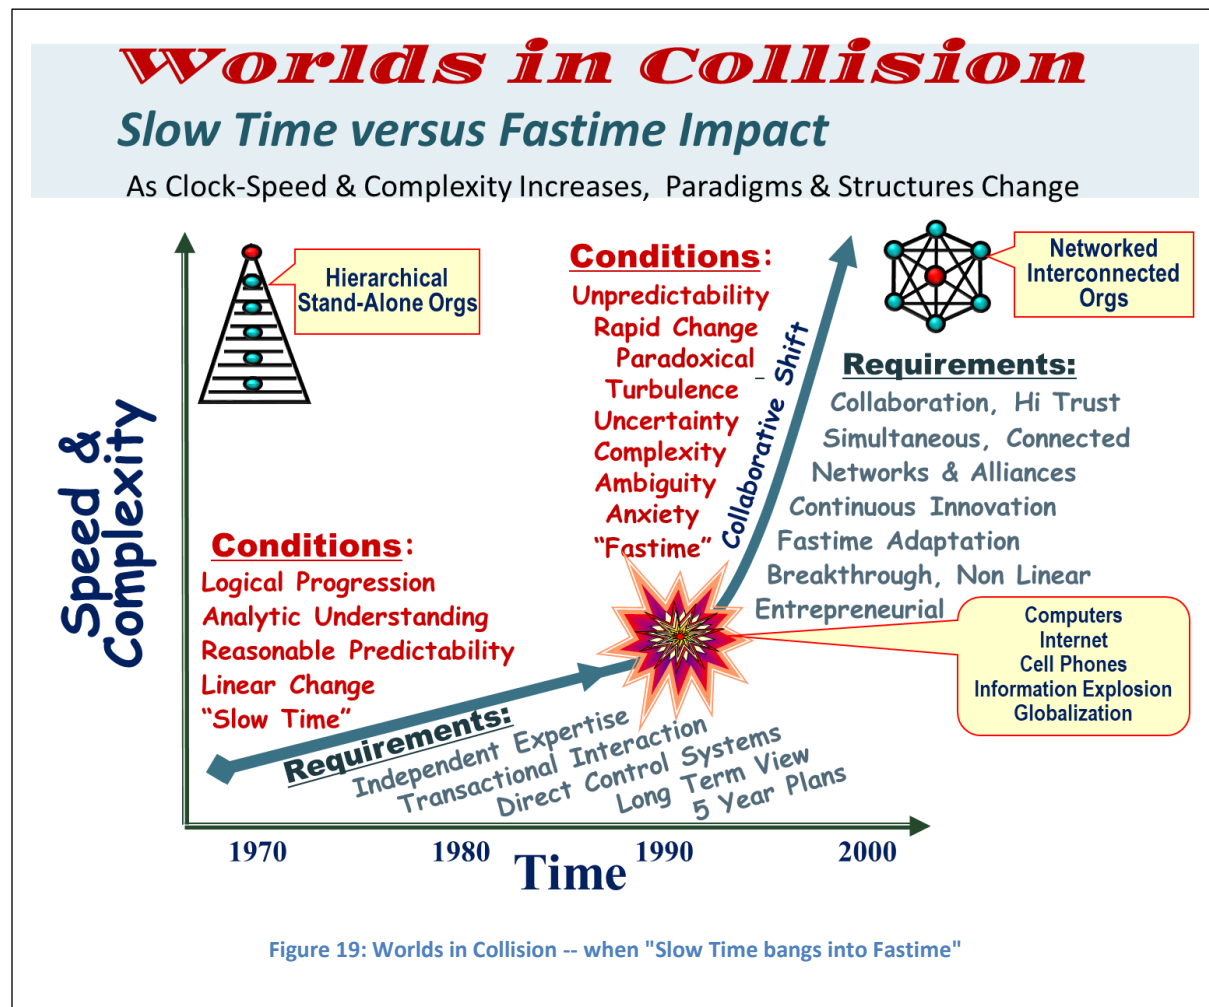 Worlds in Collision
Slow Time versus Fastime Impact
As Clock-Speed & Complexity Increases, Paradigms & Structures Change
Hierarchical
Stand-Alone Orgs
Conditions:
Unpredictability
Rapid Change
Paradoxical
Turbulence
Uncertainty
Complexity
Ambiguity
Anxiety
“Fastime”
Collaborative Shift
Networked
Interconnected
Orgs
Requirements:
Collaboration, Hi Trust
Simultaneous, Connected
Networks & Alliances
Continuous Innovation
Fastime Adaptation
Breakthrough, Non Linear
Entrepreneurial
Computers
Internet
Cell Phones
Information Explosion
Globalization
Speed &
Complexity
Conditions:
Logical Progression
Analytic Understanding
Reasonable Predictability
Linear Change
“Slow Time”
Requirements:
Independent Expertise
Transactional Interaction
Direct Control Systems
Long Term View
5 Year Plans
1970
1980
1990
2000
Time
Figure 19: Worlds in Collision -- when "Slow Time bangs into Fastime"